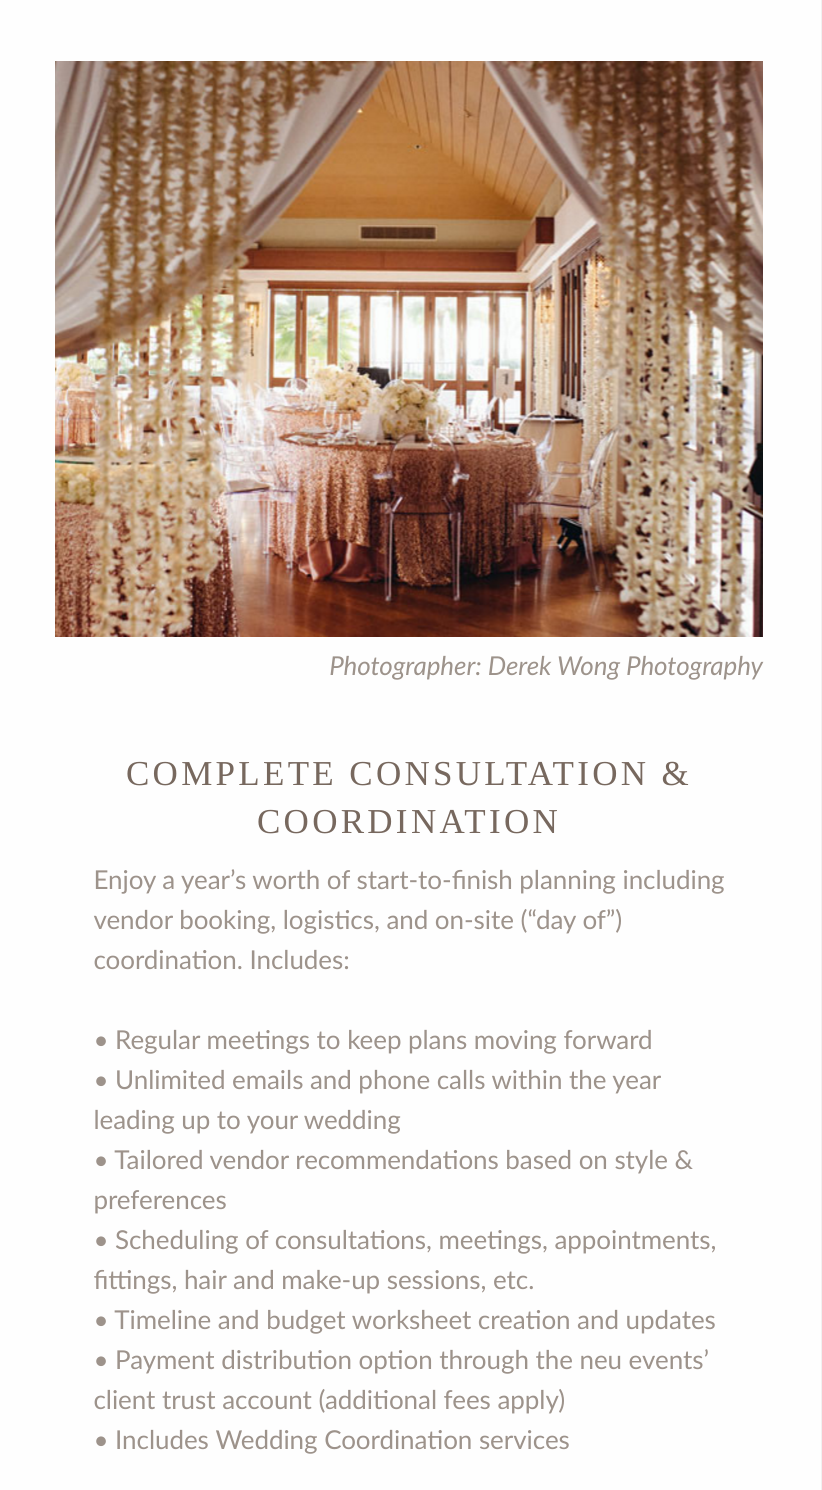 Photographer: Derek Wong Photography
COMPLETE CONSULTATION &
COORDINATION
Enjoy a year’s worth of start-to-finish planning including
vendor booking, logistics, and on-site (“day of”)
coordination. Includes:
• Regular meetings to keep plans moving forward
• Unlimited emails and phone calls within the year
leading up to your wedding
• Tailored vendor recommendations based on style &
preferences
• Scheduling of consultations, meetings, appointments,
fittings, hair and make-up sessions, etc.
• Timeline and budget worksheet creation and updates
• Payment distribution option through the neu events’
client trust account (additional fees apply)
• Includes Wedding Coordination services